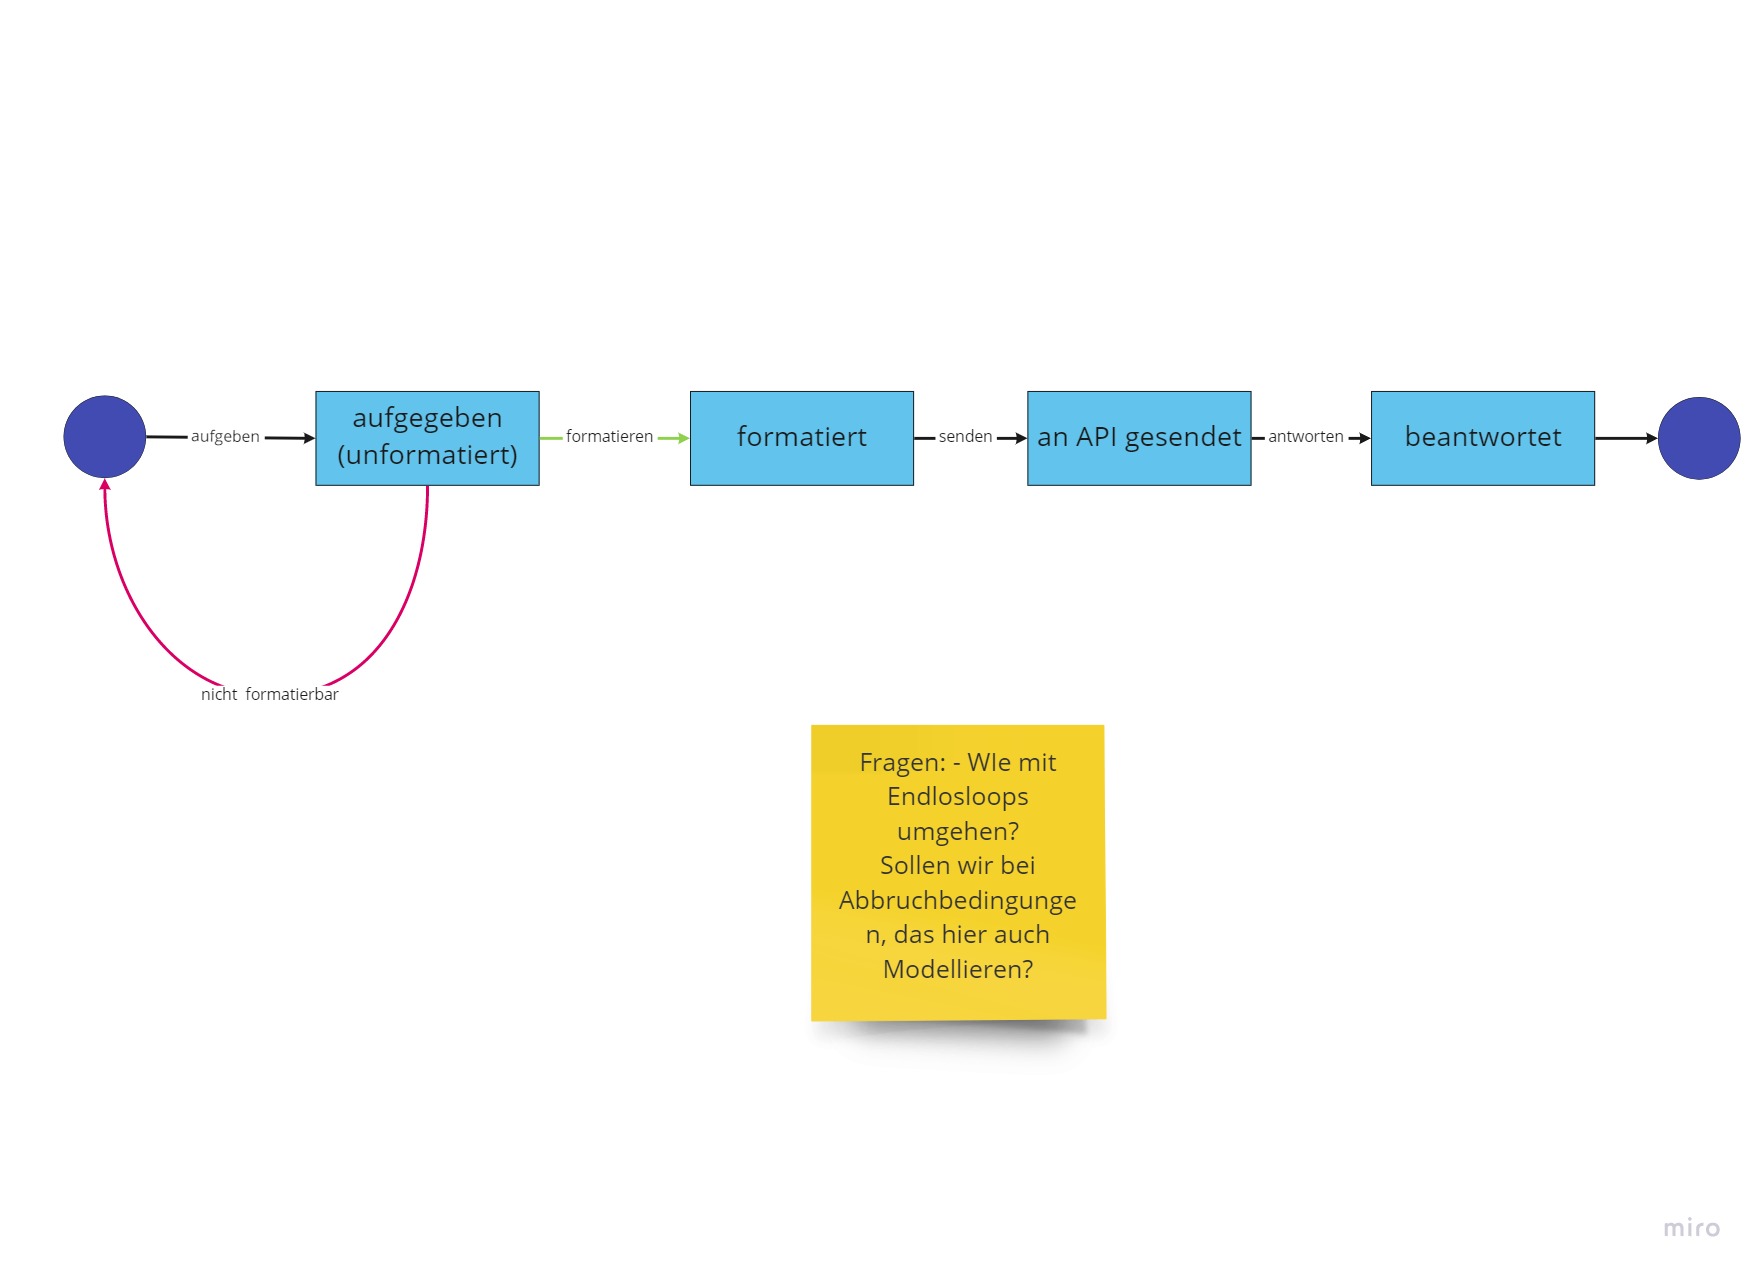 aufgeben
aufgegeben
(unformatiert)
formatieren
formatiert
senden
an API gesendet
antworten
beantwortet
nicht formatierbar
Fragen: - WIe mit
Endlosloops
umgehen?
Sollen wir bei
Abbruchbedingunge
n, das hier auch
Modellieren?
miro